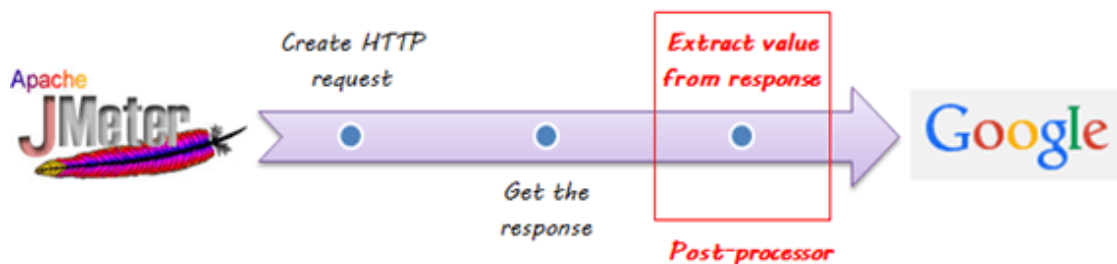 Apache
JMeter
Create HTTP
request
Get the
response
Extract value
from response
Post-processor
Google